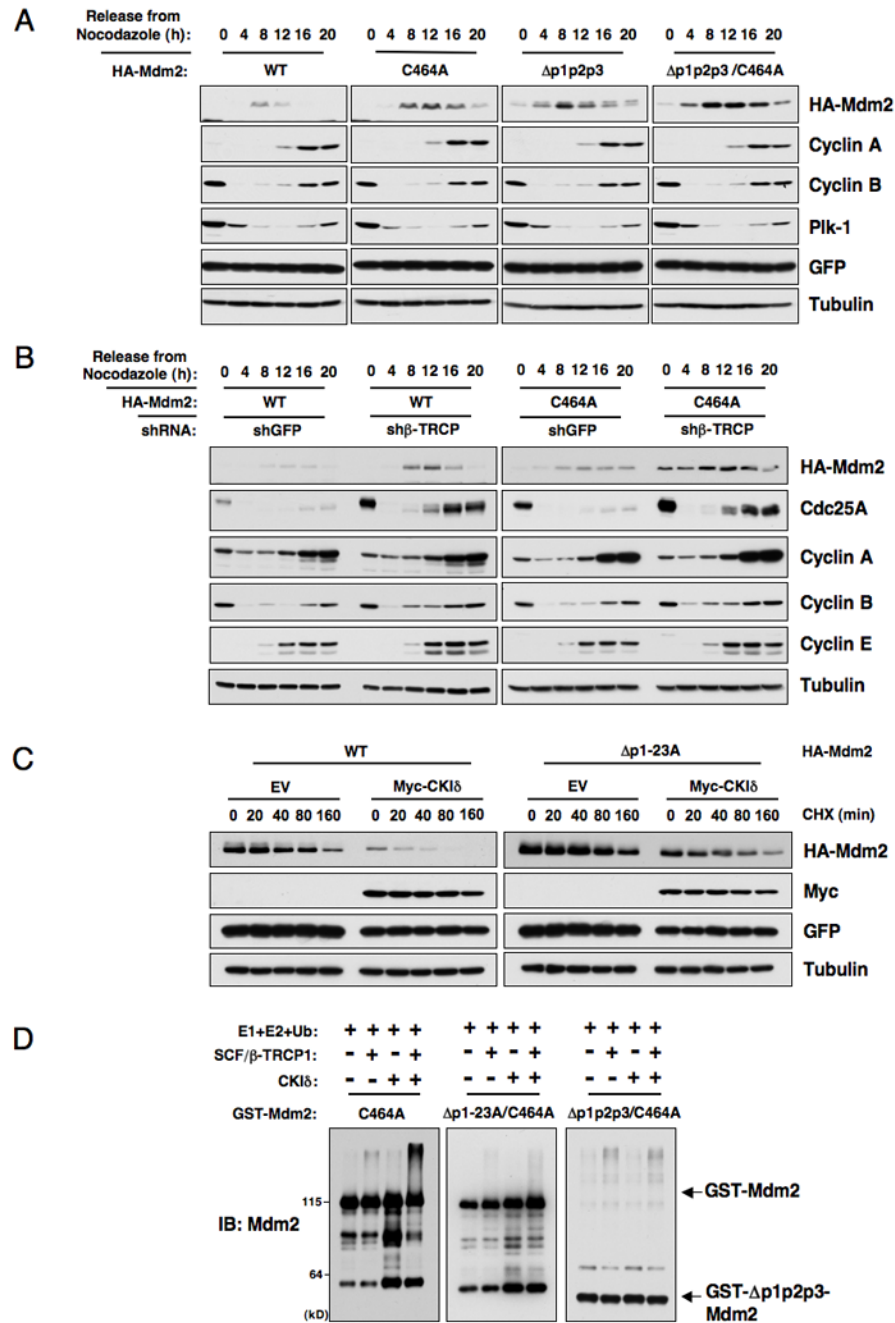 A
Release from
Nocodazole (h): 0 4 8 12 16 20 0 4 8 12 16 20 0 4 8 12 16 20 0 4 8 12 16 20
HA-Mdm2: WT C464A Δp1p2p3 Δp1p2p3/C464A
HA-Mdm2
Cyclin A
Cyclin B
Plk-1
GFP
Tubulin
B
Release from
Nocodazole (h): 0 4 8 12 16 20 0 4 8 12 16 20 0 4 8 12 16 20 0 4 8 12 16 20
HA-Mdm2: WT WT C464A C464A
shRNA: shGFP shβ-TRCP shGFP shβ-TRCP
HA-Mdm2
Cdc25A
Cyclin A
Cyclin B
Cyclin E
Tubulin
C
WT Δp1-23A HA-Mdm2
EV Myc-CKIδ EV Myc-CKIδ
0 20 40 80 160 0 20 40 80 160 0 20 40 80 160 0 20 40 80 160 CHX (min)
HA-Mdm2
Myc
GFP
Tubulin
D
E1+E2+Ub: + + + + + + + + + + + +
SCF/β-TRCP1: - + - + - + - + - + - +
CKIδ: - - + + - - + + - - + +
GST-Mdm2: C464A Δp1-23A/C464A Δp1p2p3/C464A
GST-Mdm2
115
IB: Mdm2
64
(kD)
GST-Δp1p2p3-
Mdm2